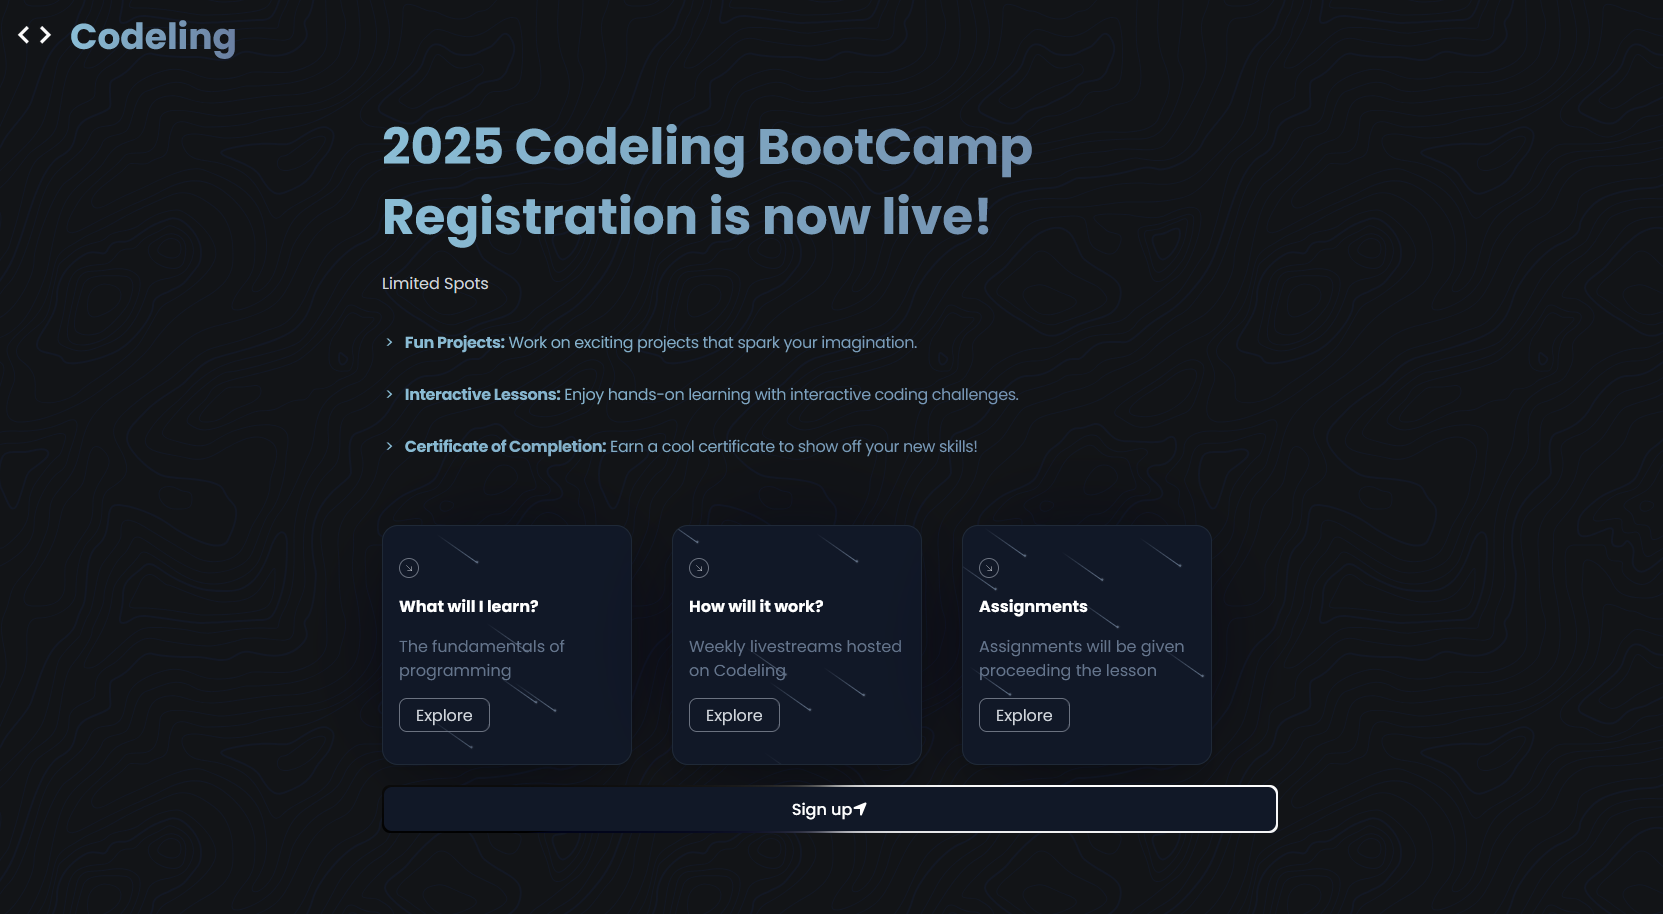 Codeling
2025 Codeling BootCamp
Registration is now live!
Limited Spots
Fun Projects: Work on exciting projects that spark your imagination.
Interactive Lessons: Enjoy hands-on learning with interactive coding challenges.
Certificate of Completion: Earn a cool certificate to show off your new skills!
What will I learn?
The fundamentals of
programming
Explore
How will it work?
Weekly livestreams hosted
on Codeling
Explore
Assignments
Assignments will be given
proceeding the lesson
Explore
Sign up